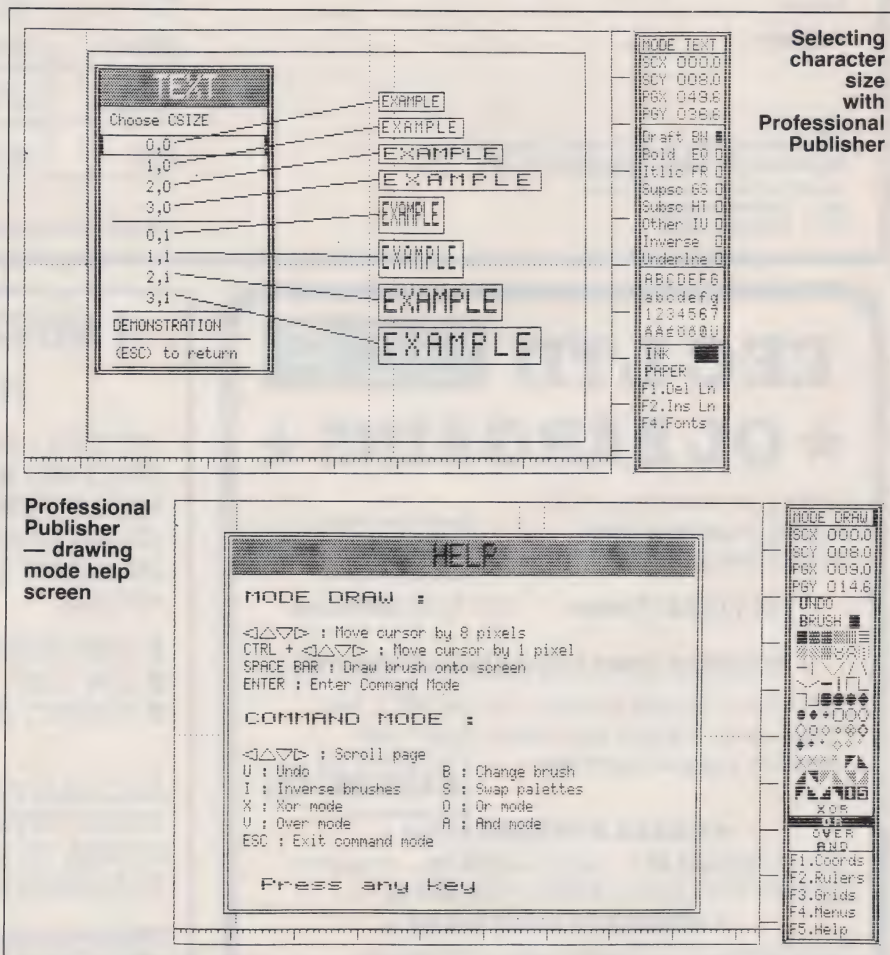 Selecting
character
size
with
Professional
Publisher
TEXT
Choose CSIZE
0,0
1,0
2,0
3,0
0,1
1,1
2,1
3,1
DEMONSTRATION
(ESC) to return
EXAMPLE
EXAMPLE
EXAMPLE
EXAMPLE
EXAMPLE
EXAMPLE
EXAMPLE
EXAMPLE
MODE TEXT
SCX 000.0
SCY 008.0
PGX 049.6
PGY 036.6
Draft BW
Bold EO
Itlic FR
Supsc GS
Subsc HT
Other IU
Inverse
Underlne
ABCDEFG
abcdefg
1234567
INK
PAPER
F1.Del Ln
F2.Ins Ln
F4.Fonts
Professional
Publisher
— drawing
mode help
screen
HELP
MODE DRAW :
◁△▽▷ : Move cursor by 8 pixels
CTRL + ◁△▽▷ : Move cursor by 1 pixel
SPACE BAR : Draw brush onto screen
ENTER : Enter Command Mode
COMMAND MODE :
◁△▽▷ : Scroll page
U : Undo B : Change brush
I : Inverse brushes S : Swap palettes
X : Xor mode O : Or mode
V : Over mode A : And mode
ESC : Exit command mode
Press any key
MODE DRAW
SCX 000.0
SCY 008.0
PGX 009.0
PGY 014.6
UNDO
BRUSH
XOR
OR
OVER
AND
F1.Coords
F2.Rulers
F3.Grids
F4.Menus
F5.Help